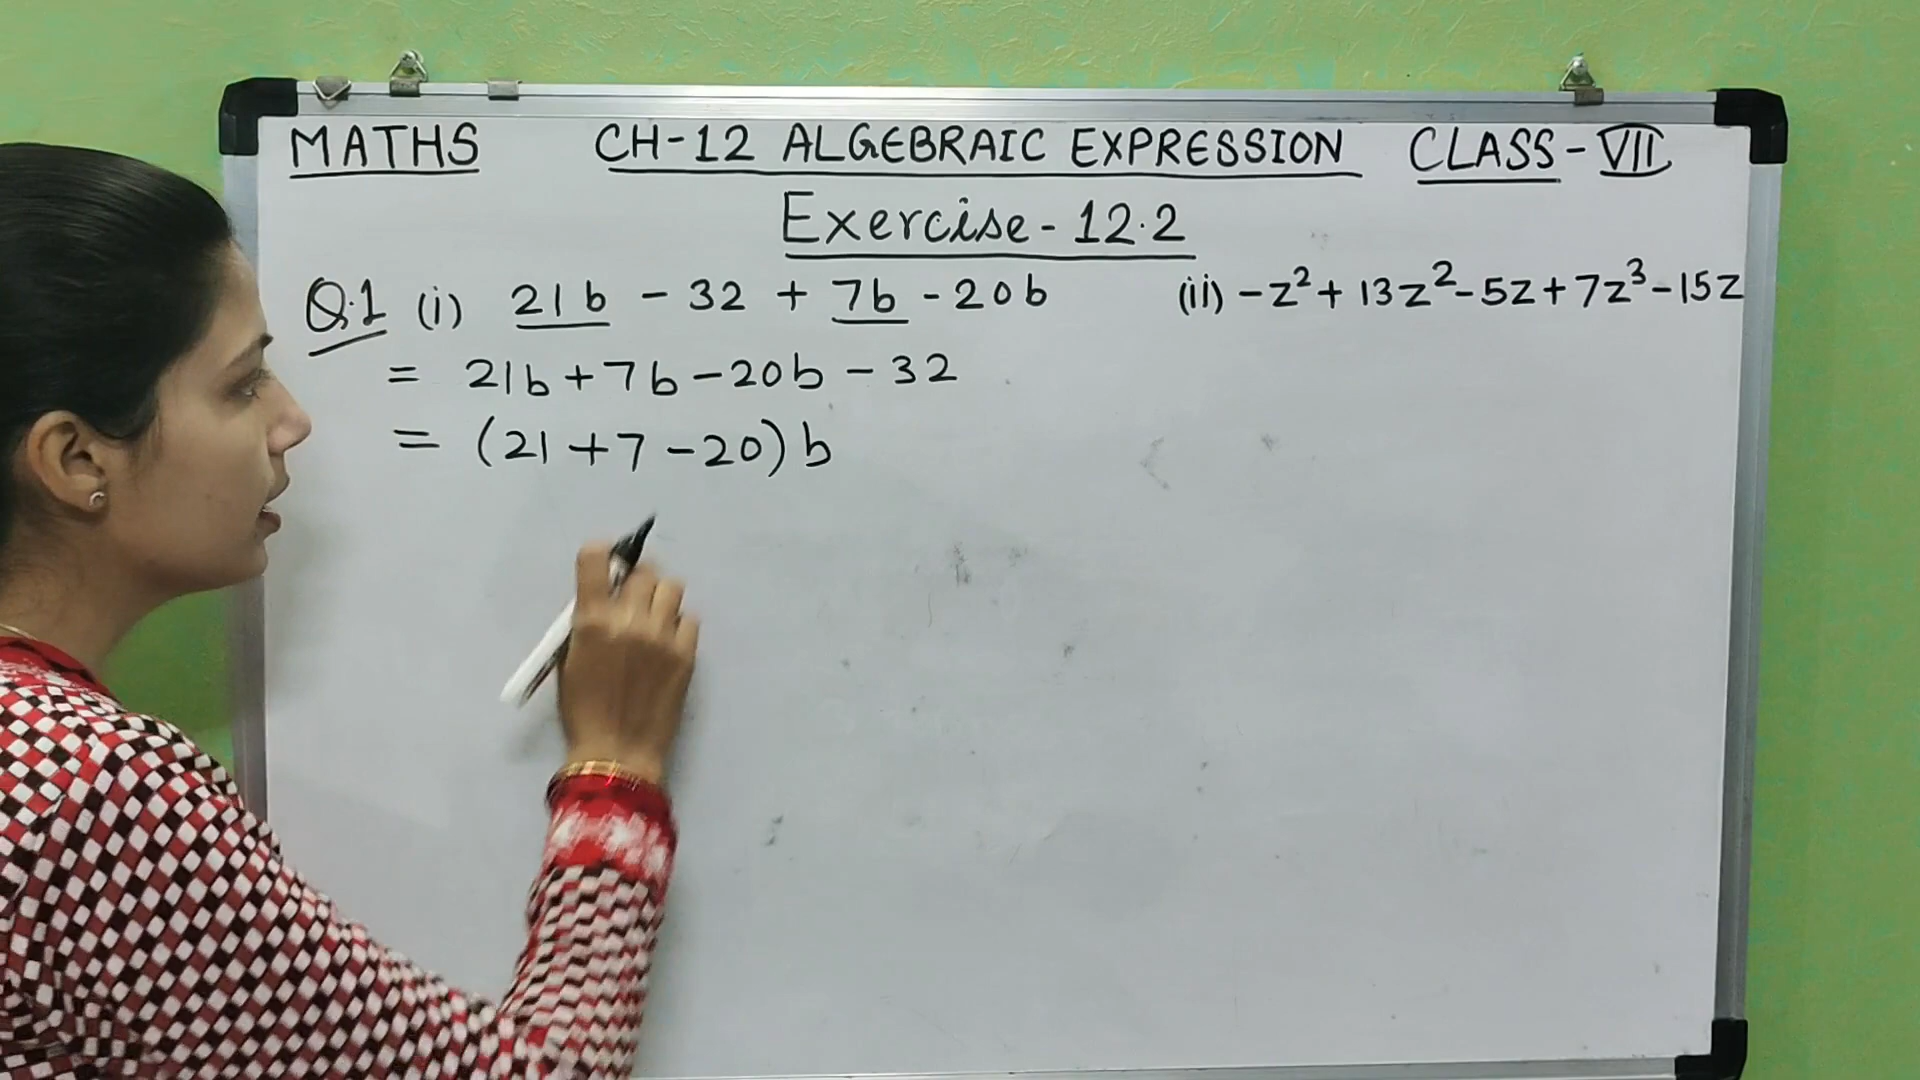 MATHS CH-12 ALGEBRAIC EXPRESSION CLASS-VII
Exercise-12.2
Q.1 (i) 21b - 32 + 7b - 20b (ii) -z²+13z²-5z+7z³-15z
= 21b+7b-20b-32
= (21+7-20)b